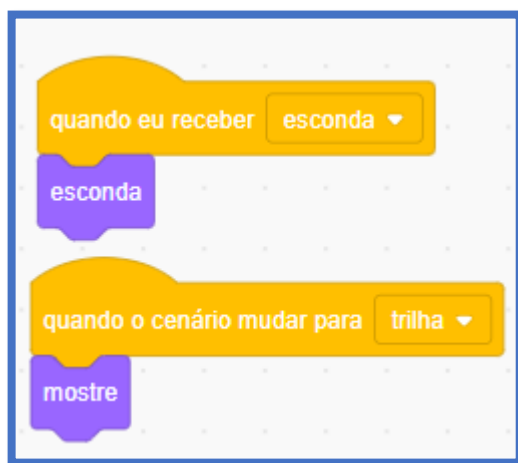 quando eu receber esconda
esconda
quando o cenário mudar para trilha
mostre